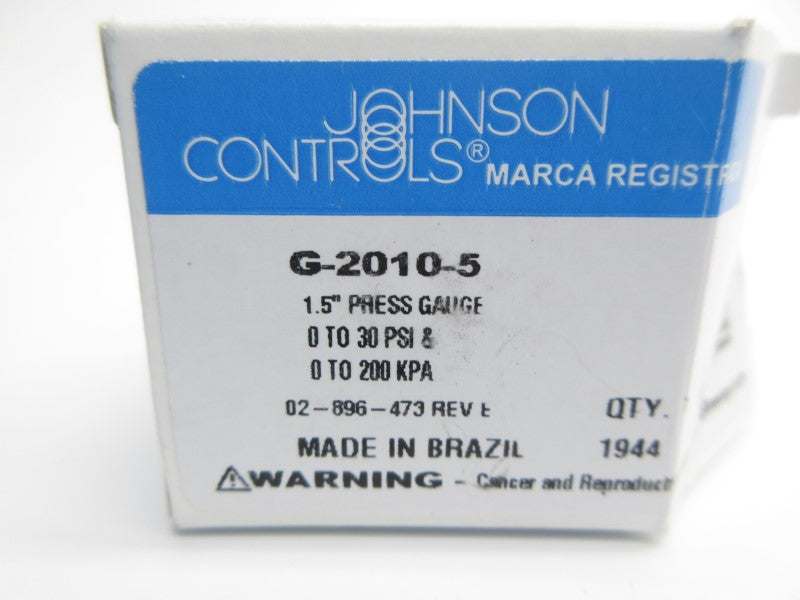 JOHNSON
CONTROLS® MARCA REGISTRADA
G-2010-5
1.5" PRESS GAUGE
0 TO 30 PSI &
0 TO 200 KPA
02-896-473 REV E
QTY.
MADE IN BRAZIL
1944
⚠WARNING - Cancer and Reproduct